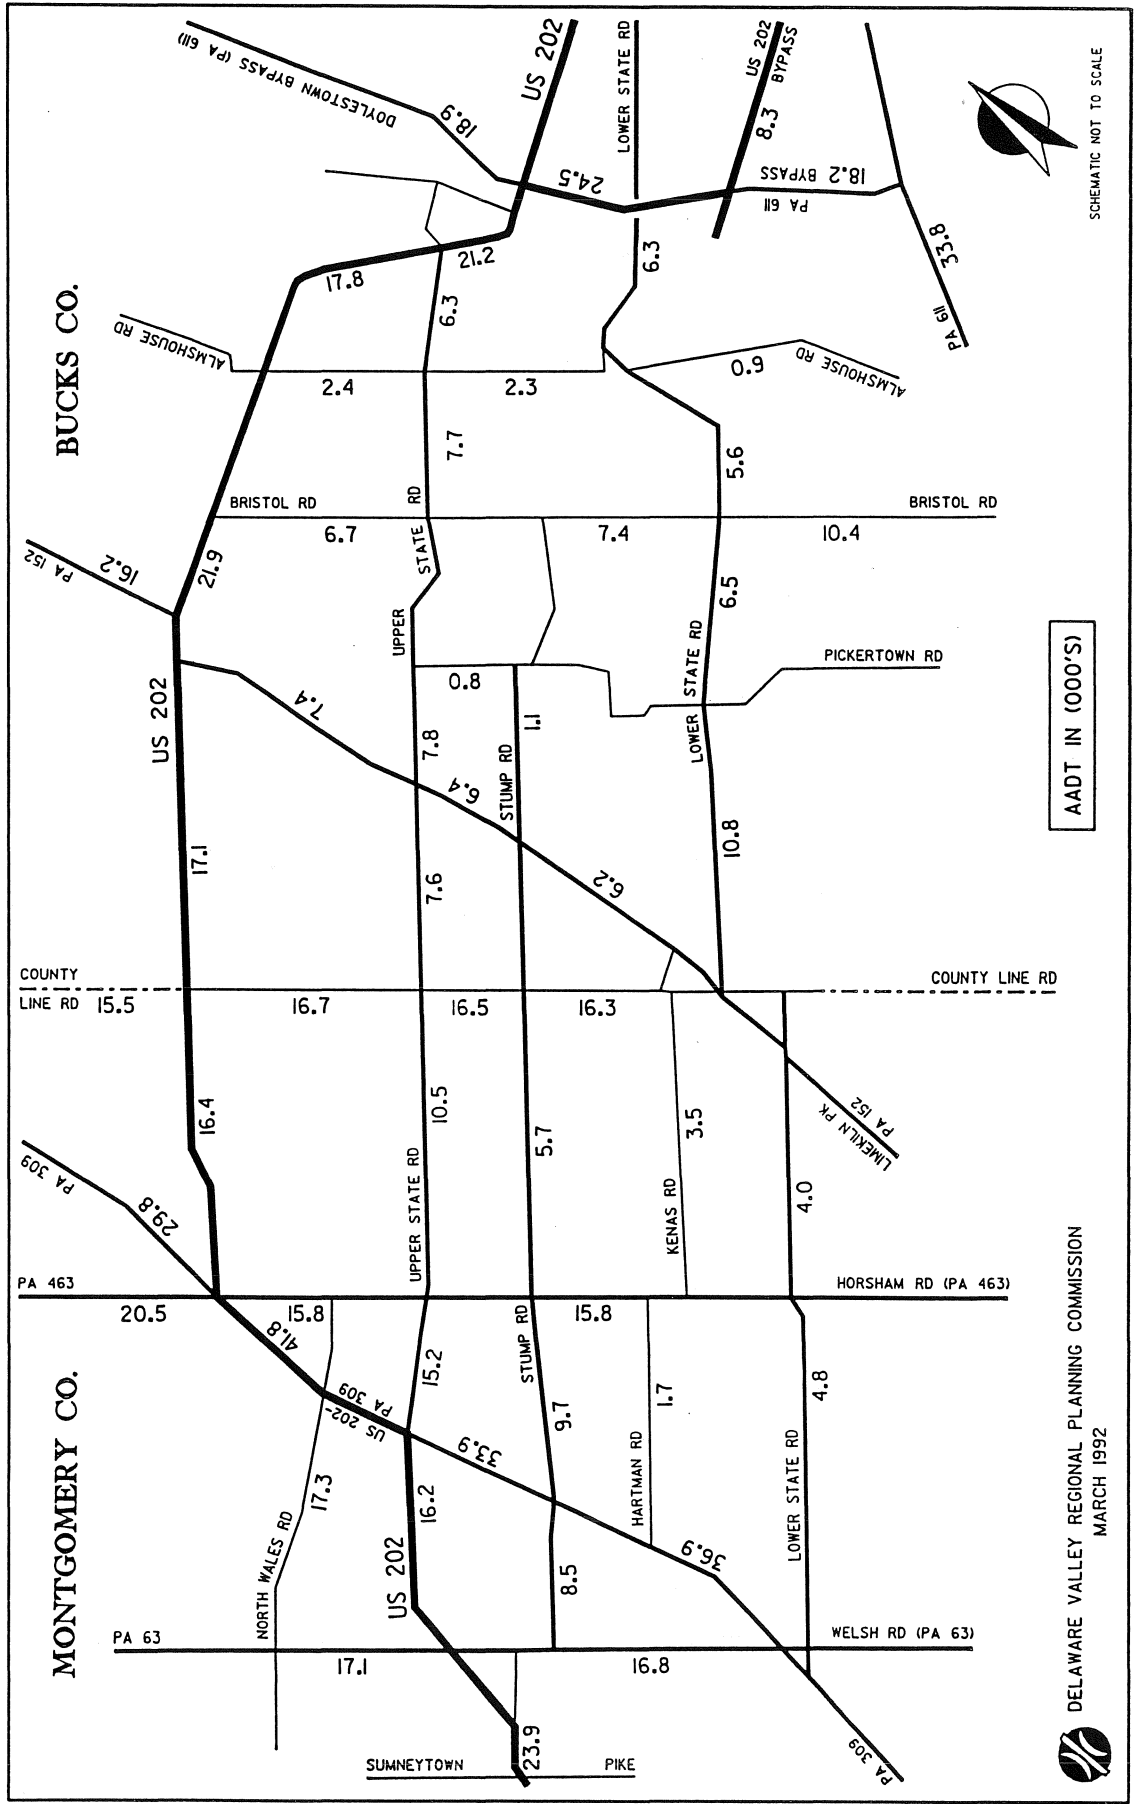 US 202
LOWER STATE RD
US 202
BYPASS
DOYLESTOWN BYPASS (PA 611)
18.9
8.3
24.5
18.2 BYPASS
PA 611
SCHEMATIC NOT TO SCALE
BUCKS CO.
17.8
21.2
6.3
6.3
33.8
PA 611
ALMSHOUSE RD
2.4
2.3
6.0
ALMSHOUSE RD
7.7
5.6
BRISTOL RD
RD
BRISTOL RD
6.7
7.4
10.4
PA 152
16.2
21.9
STATE
6.5
UPPER
PICKERTOWN RD
0.8
LOWER STATE RD
US 202
7.4
7.8
1.1
STUMP RD
6.4
AADT IN (000'S)
17.1
7.6
6.2
10.8
COUNTY
COUNTY LINE RD
LINE RD
15.5
16.7
16.5
16.3
16.4
10.5
5.7
3.5
LIMEKILN PK
PA 152
PA 309
29.8
UPPER STATE RD
KENAS RD
4.0
PA 463
HORSHAM RD (PA 463)
20.5
15.8
15.8
41.8
STUMP RD
MONTGOMERY CO.
US 202-
PA 309
15.2
9.7
1.7
4.8
17.3
33.9
HARTMAN RD
LOWER STATE RD
NORTH WALES RD
16.2
US 202
8.5
36.9
PA 63
WELSH RD (PA 63)
17.1
16.8
23.9
SUMNEYTOWN PIKE
PA 309
DELAWARE VALLEY REGIONAL PLANNING COMMISSION
MARCH 1992